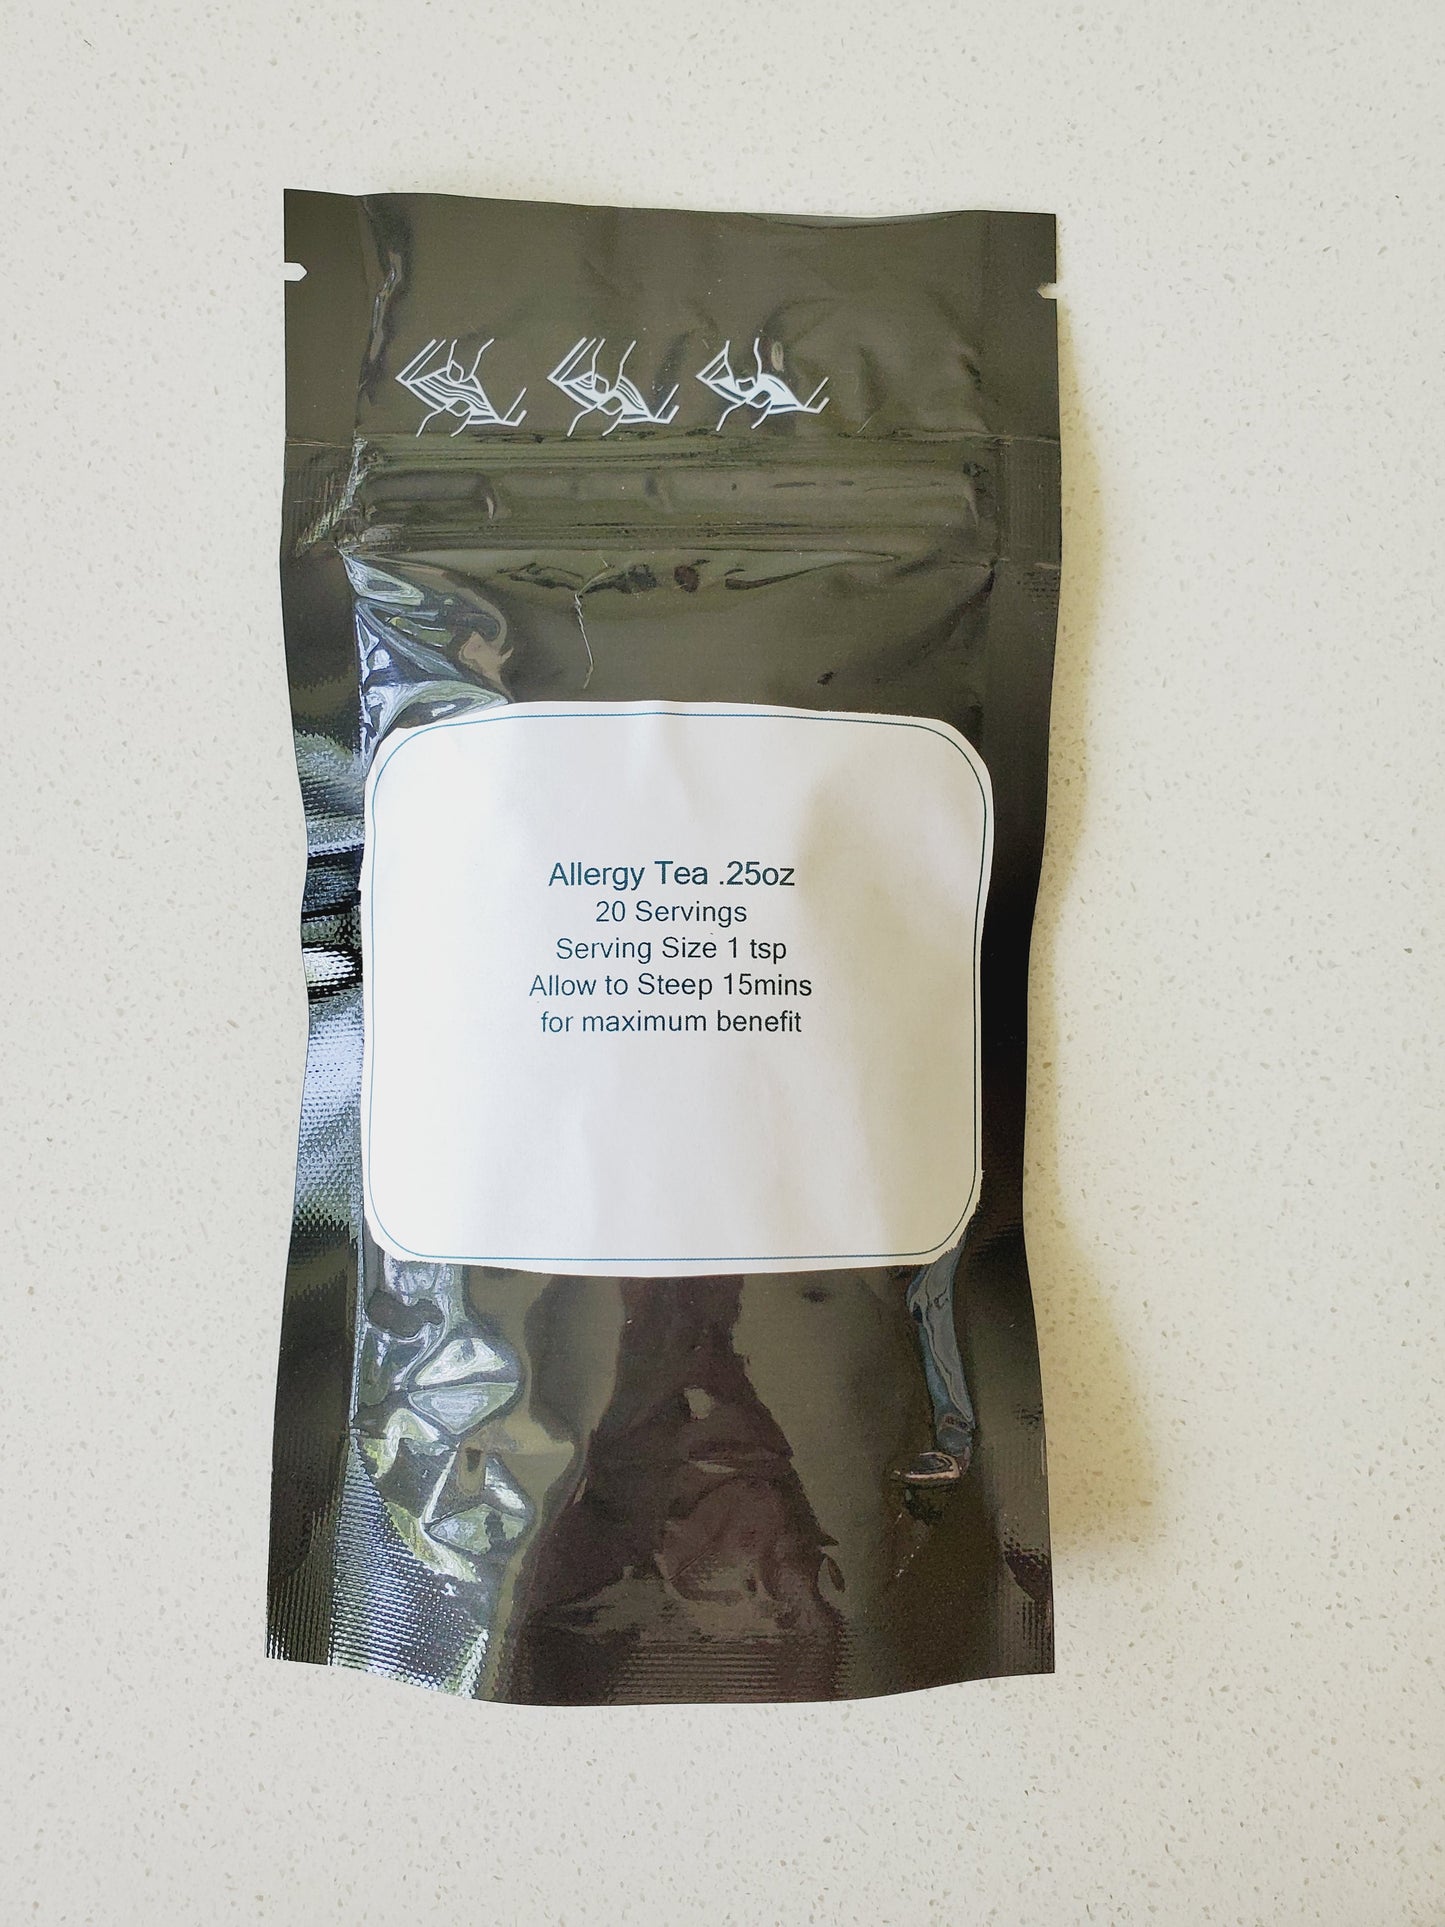 Allergy Tea .25oz
20 Servings
Serving Size 1 tsp
Allow to Steep 15mins
for maximum benefit